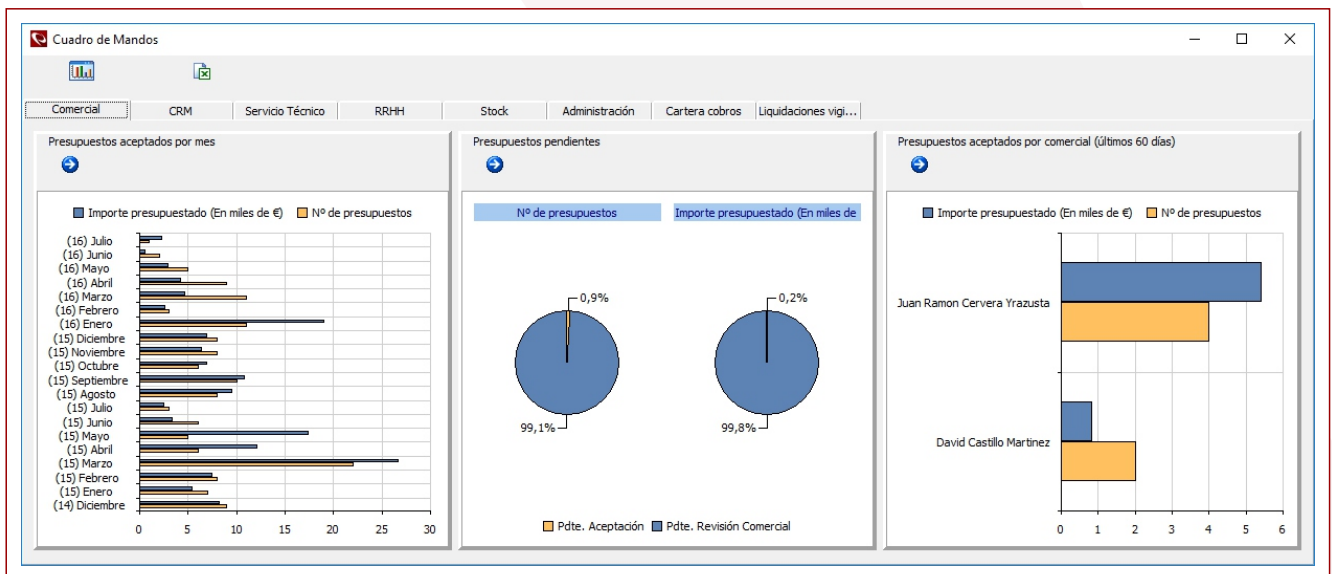 Cuadro de Mandos
Comercial CRM Servicio Técnico RRHH Stock Administración Cartera cobros Liquidaciones vigi...
Presupuestos aceptados por mes
Importe presupuestado (En miles de €) Nº de presupuestos
(16) Julio
(16) Junio
(16) Mayo
(16) Abril
(16) Marzo
(16) Febrero
(16) Enero
(15) Diciembre
(15) Noviembre
(15) Octubre
(15) Septiembre
(15) Agosto
(15) Julio
(15) Junio
(15) Mayo
(15) Abril
(15) Marzo
(15) Febrero
(15) Enero
(14) Diciembre
0 5 10 15 20 25 30
Presupuestos pendientes
Nº de presupuestos Importe presupuestado (En miles de
0,9% 0,2%
99,1% 99,8%
Pdte. Aceptación Pdte. Revisión Comercial
Presupuestos aceptados por comercial (últimos 60 días)
Importe presupuestado (En miles de €) Nº de presupuestos
Juan Ramon Cervera Yrazusta
David Castillo Martinez
0 1 2 3 4 5 6